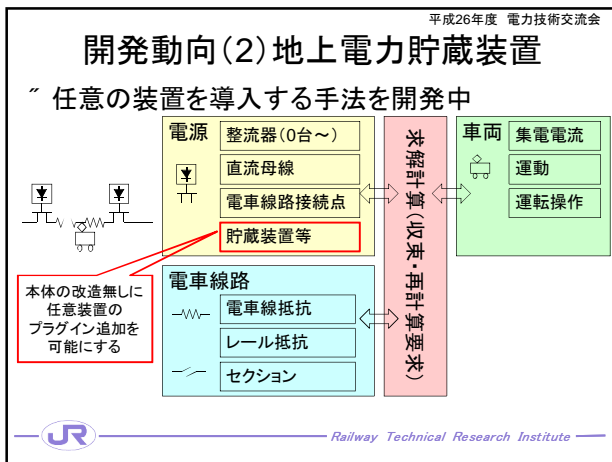 平成26年度 電力技術交流会
開発動向(2)地上電力貯蔵装置
〃 任意の装置を導入する手法を開発中
電源
整流器(0台～)
直流母線
電車線路接続点
貯蔵装置等
求解計算(収束・再計算要求)
車両
集電電流
運動
運転操作
本体の改造無しに
任意装置の
プラグイン追加を
可能にする
電車線路
電車線抵抗
レール抵抗
セクション
JR
Railway Technical Research Institute